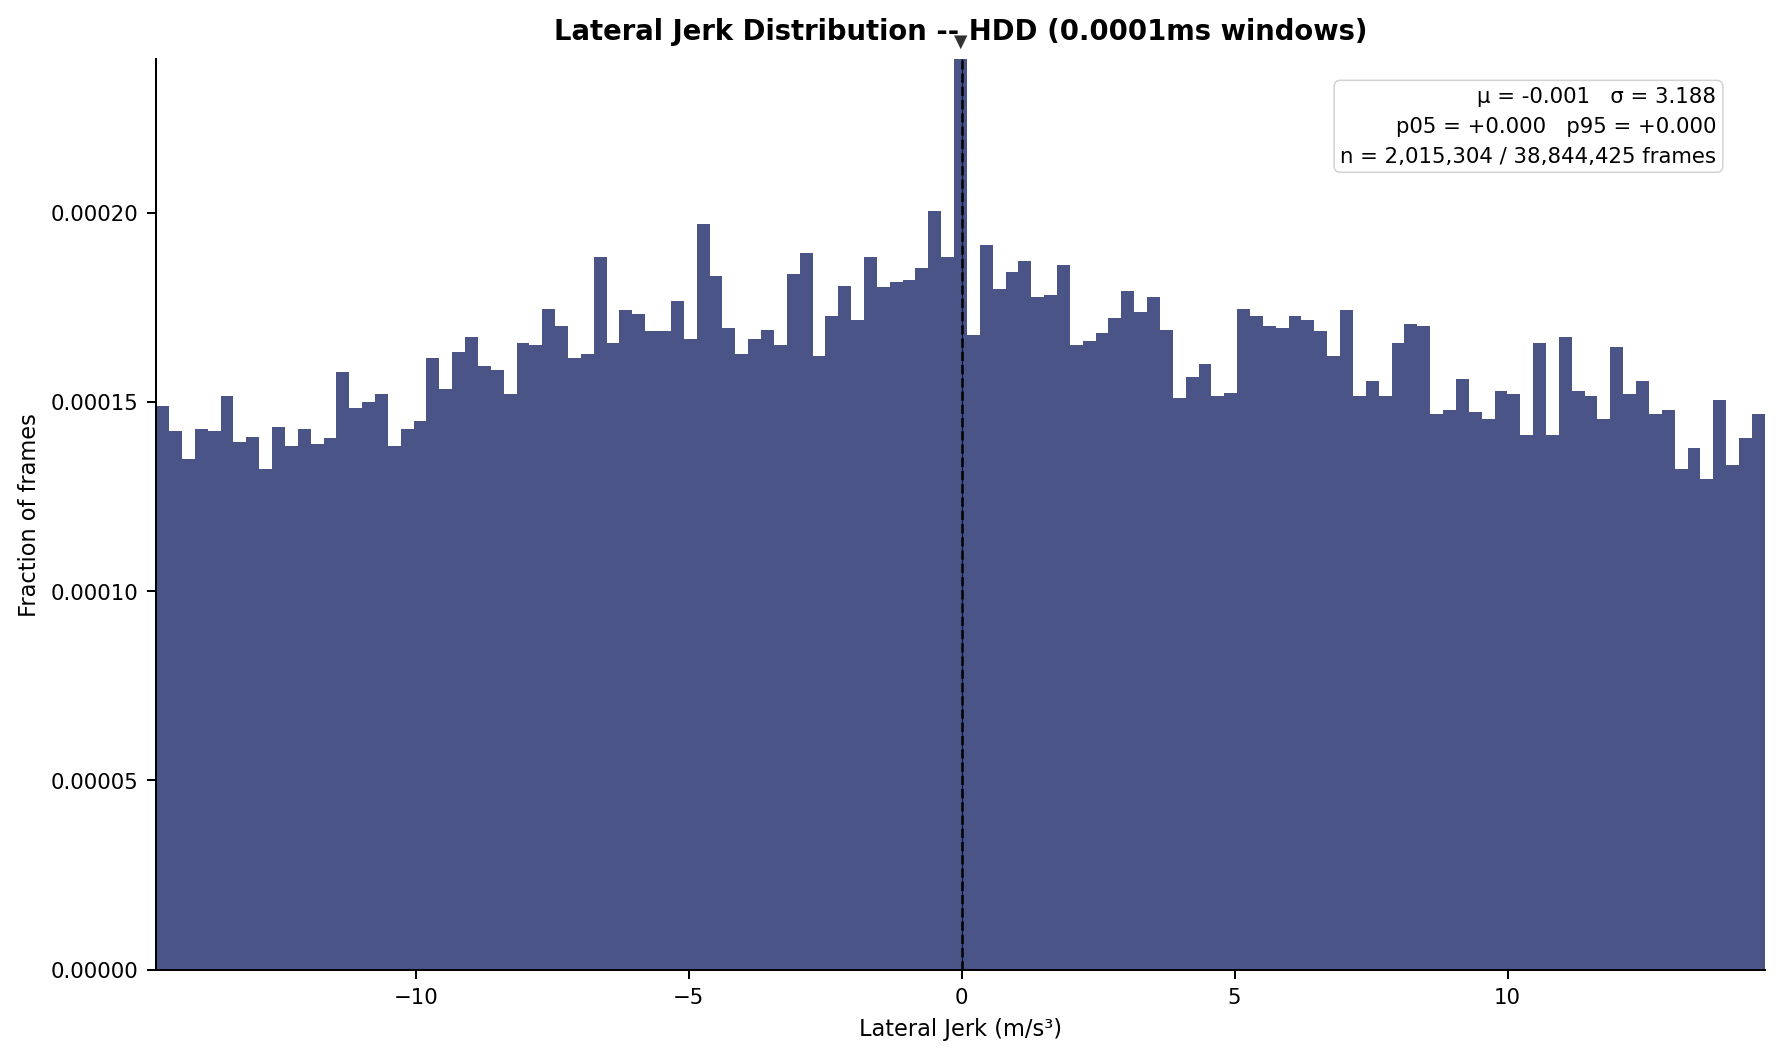 Lateral Jerk Distribution -- HDD (0.0001ms windows)
μ = -0.001   σ = 3.188
p05 = +0.000   p95 = +0.000
n = 2,015,304 / 38,844,425 frames
Fraction of frames
0.00020
0.00015
0.00010
0.00005
0.00000
−10
−5
0
5
10
Lateral Jerk (m/s³)